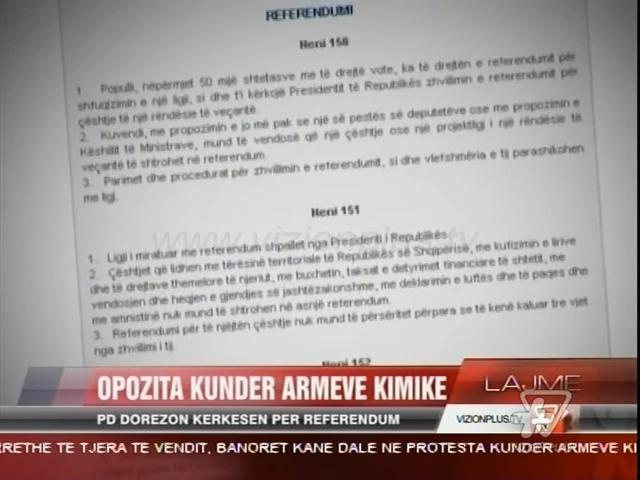 REFERENDUMI
Neni 150
1. Populli, nëpërmjet 50 mijë shtetasve me të drejtë vote, ka të drejtën e referendumit për
shfuqizimin e një ligji, si dhe t'i kërkojë Presidentit të Republikës zhvillimin e referendumit për
çështje të një rëndësie të veçantë.
2. Kuvendi, me propozimin e jo më pak se një së pestës së deputetëve ose me propozimin e
Këshillit të Ministrave, mund të vendosë që një çështje ose një projektligj i një rëndësie të
veçantë të shtrohet në referendum.
3. Parimet dhe procedurat për zhvillimin e referendumit, si dhe vlefshmëria e tij parashikohen
me ligj.
Neni 151
www.vizionplus.tv
1. Ligji i miratuar me referendum shpallet nga Presidenti i Republikës.
2. Çështjet që lidhen me tërësinë territoriale të Republikës së Shqipërisë, me kufizimin e lirive
dhe të drejtave themelore të njeriut, me buxhetin, taksat e detyrimet financiare të shtetit, me
vendosjen dhe heqjen e gjendjes së jashtëzakonshme, me deklarimin e luftës dhe të paqes dhe
me amnistinë nuk mund të shtrohen në asnjë referendum.
3. Referendumi për të njëjtën çështje nuk mund të përsëritet përpara se të kenë kaluar tre vjet
nga zhvillimi i tij.
Neni 152
OPOZITA KUNDER ARMEVE KIMIKE
LAJME
PD DOREZON KERKESEN PER REFERENDUM
VIZIONPLUS.TV
RRETHE TE TJERA TE VENDIT, BANORET KANE DALE NE PROTESTA KUNDER ARMEVE KI